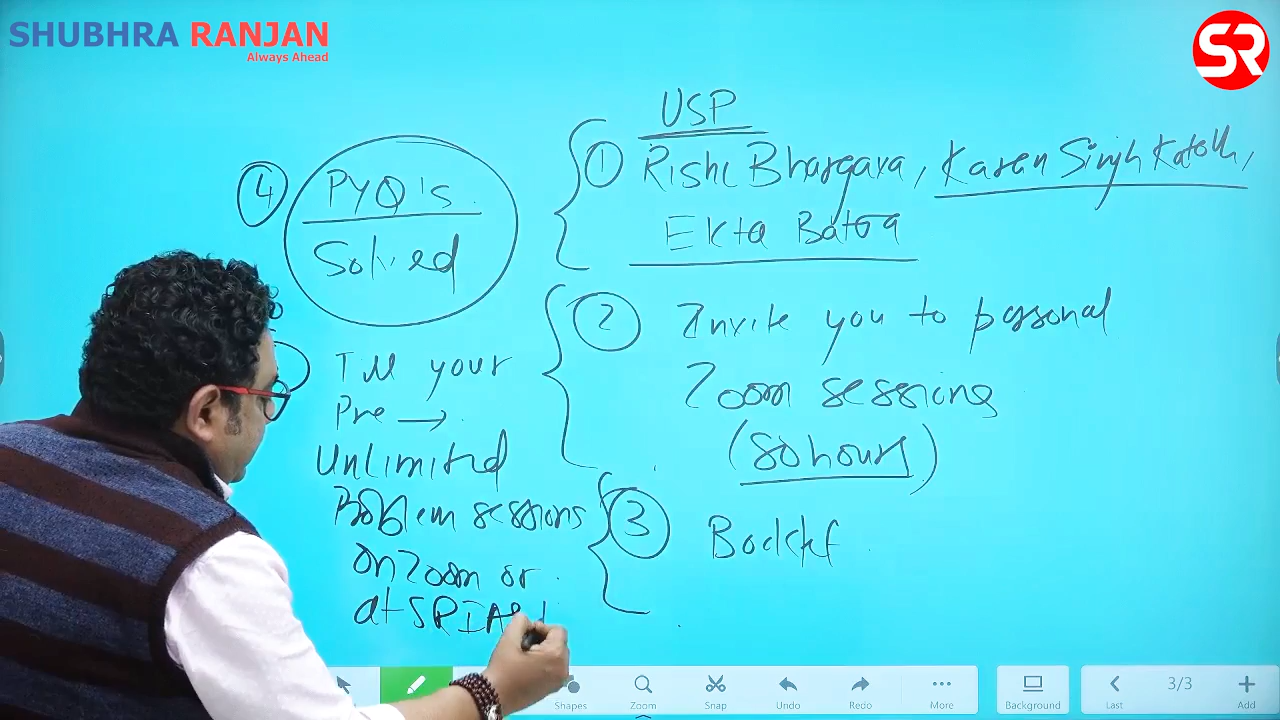 SHUBHRA RANJAN
Always Ahead
SR
USP
1 Rishi Bhargava, Karan Singh Katoch,
Ekta Batra
2 Invite you to personal
Zoom sessions
(80 hours)
3
4 PYQ's
Solved
Till your
Pre →
Unlimited
Problem sessions
on Zoom or
at SRIAS
Shapes
Zoom
Snap
Undo
Redo
More
Background
Last
3/3
Add